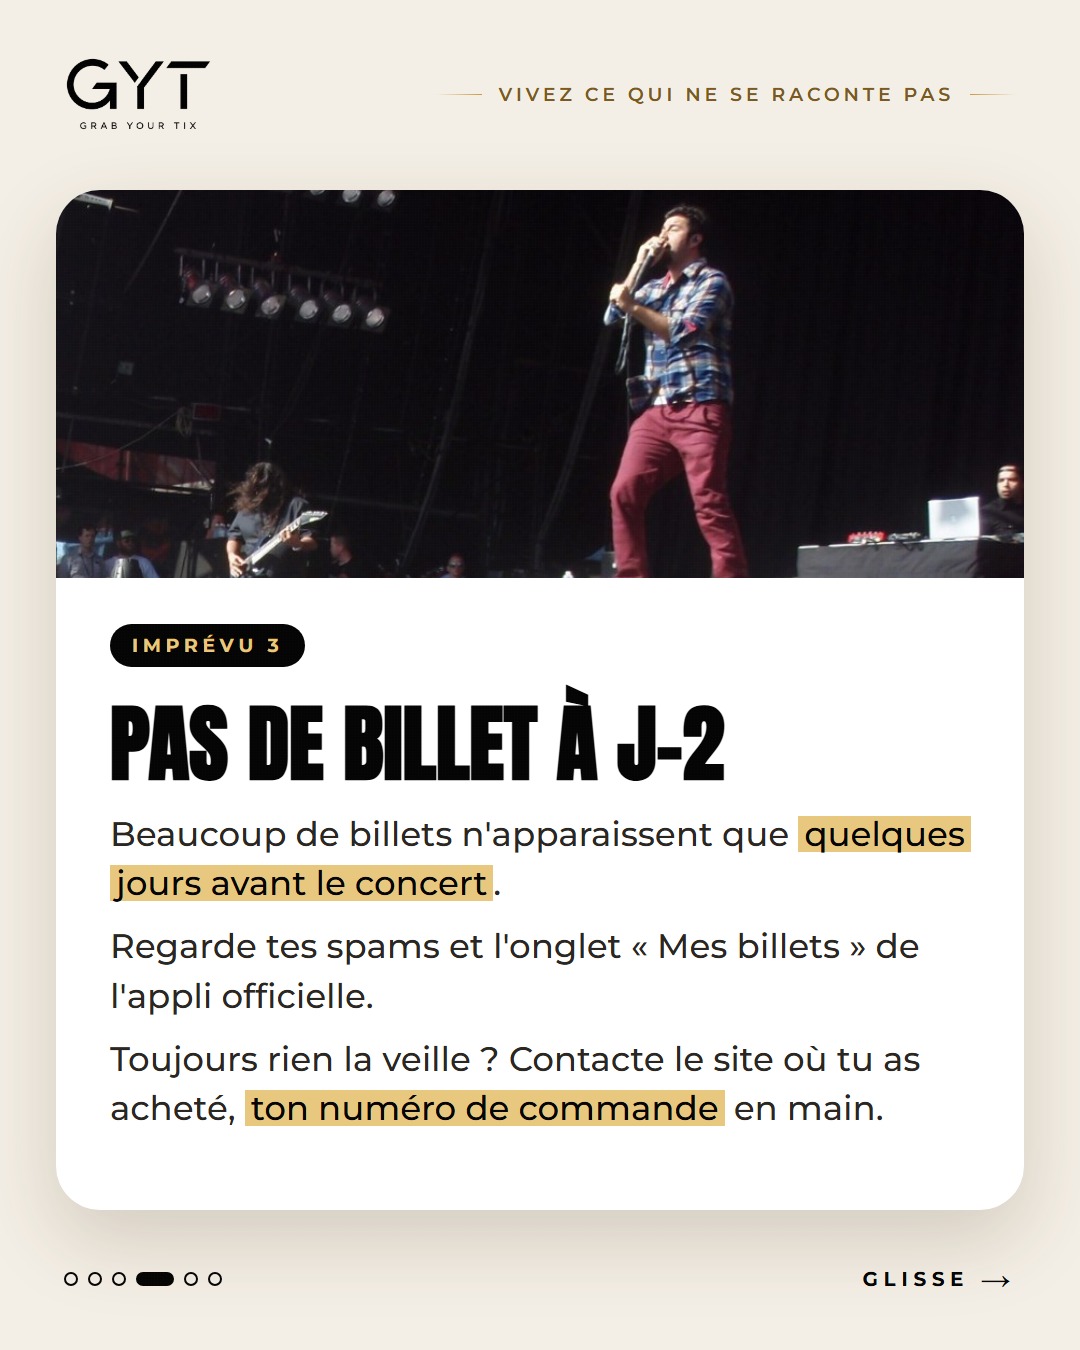 GYT
GRAB YOUR TIX
VIVEZ CE QUI NE SE RACONTE PAS
IMPRÉVU 3
PAS DE BILLET À J-2
Beaucoup de billets n'apparaissent que quelques
jours avant le concert.
Regarde tes spams et l'onglet « Mes billets » de
l'appli officielle.
Toujours rien la veille ? Contacte le site où tu as
acheté, ton numéro de commande en main.
GLISSE →